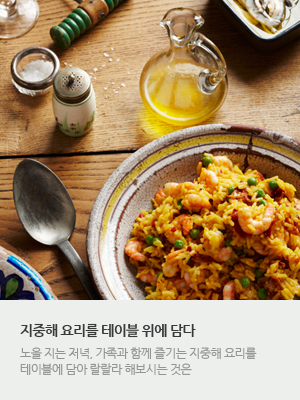 지중해 요리를 테이블 위에 담다
노을 지는 저녁, 가족과 함께 즐기는 지중해 요리를
테이블에 담아 랄랄라 해보시는 것은